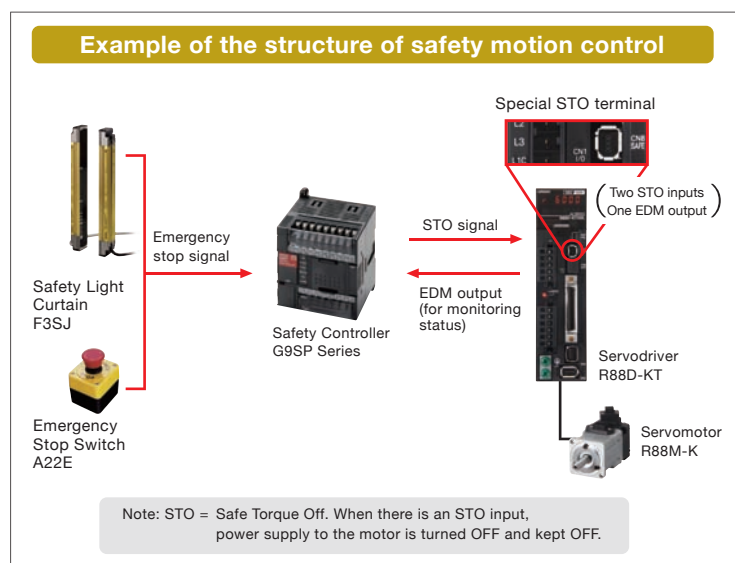 Example of the structure of safety motion control
Special STO terminal
L2
L3
L1C
CN1
I/O
CN8
SAFE
(Two STO inputs
One EDM output)
Emergency
stop signal
STO signal
EDM output
(for monitoring
status)
Safety Light
Curtain
F3SJ
Safety Controller
G9SP Series
Servodriver
R88D-KT
Emergency
Stop Switch
A22E
Servomotor
R88M-K
Note: STO = Safe Torque Off. When there is an STO input,
power supply to the motor is turned OFF and kept OFF.